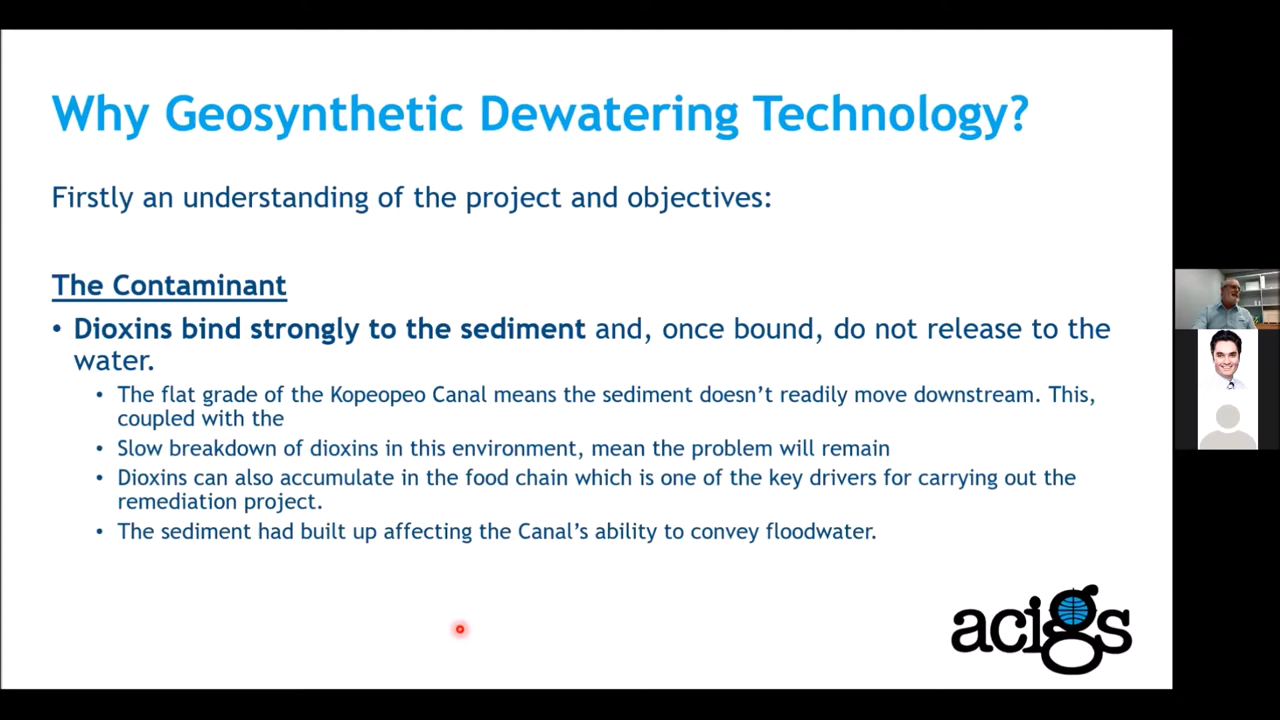 Why Geosynthetic Dewatering Technology?
Firstly an understanding of the project and objectives:
The Contaminant
• Dioxins bind strongly to the sediment and, once bound, do not release to the
water.
• The flat grade of the Kopeopeo Canal means the sediment doesn't readily move downstream. This,
coupled with the
• Slow breakdown of dioxins in this environment, mean the problem will remain
• Dioxins can also accumulate in the food chain which is one of the key drivers for carrying out the
remediation project.
• The sediment had built up affecting the Canal's ability to convey floodwater.
acigs